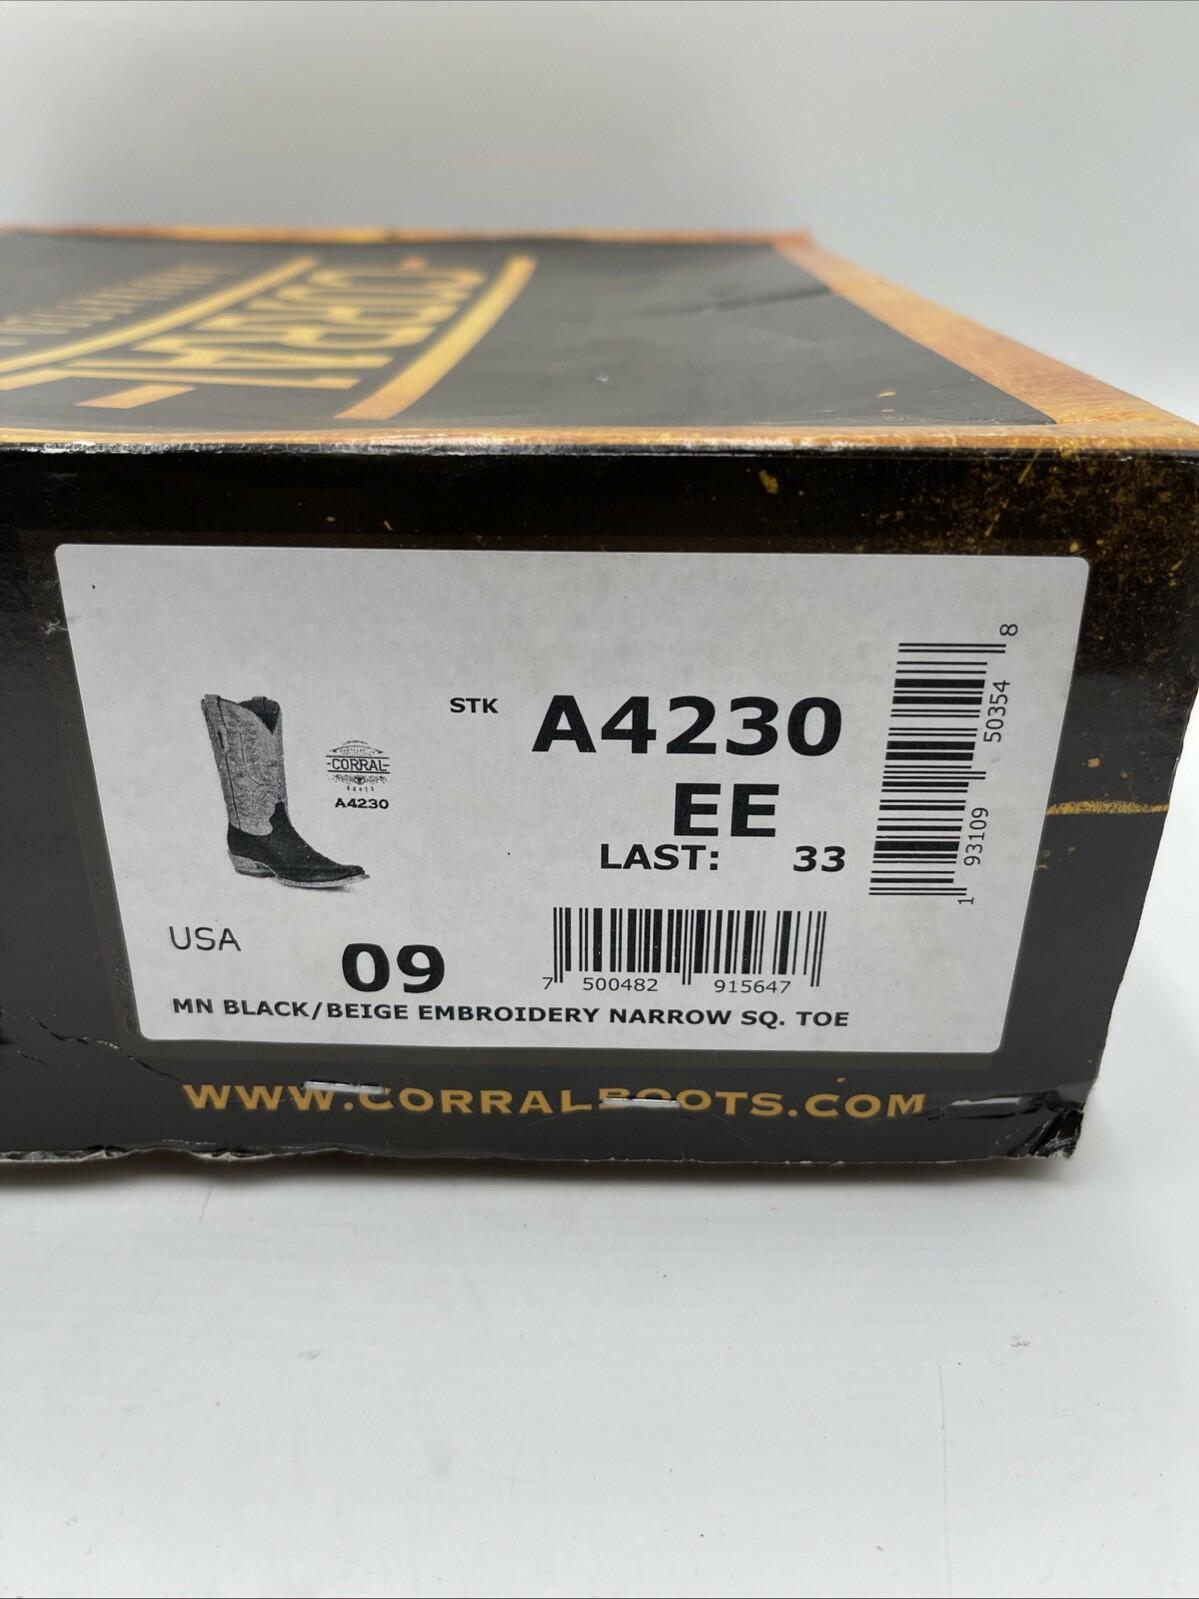 CORRAL
STK A4230
EE
LAST: 33
CORRAL
BOOTS
A4230
8
50354
93109
1
USA 09
7 500482 915647
MN BLACK/BEIGE EMBROIDERY NARROW SQ. TOE
WWW.CORRALBOOTS.COM